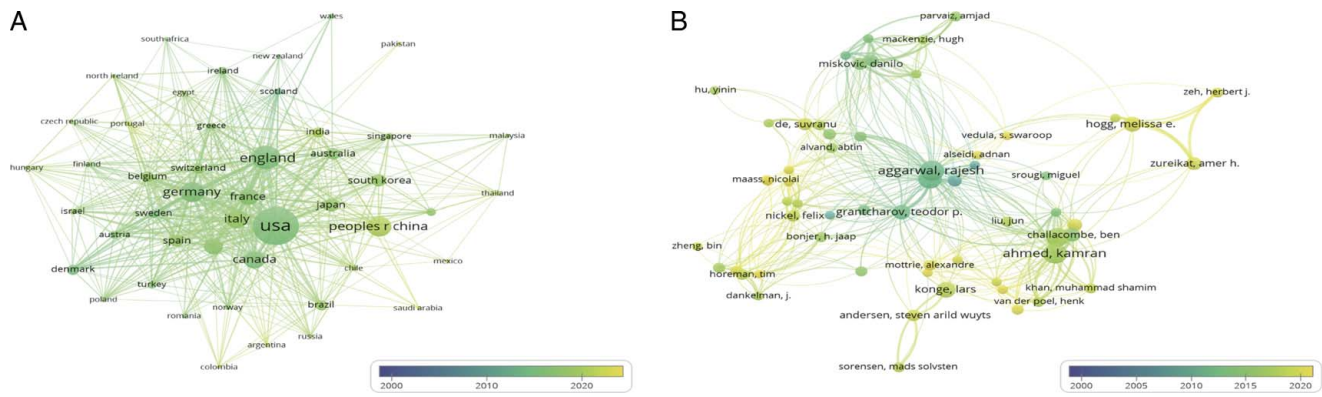 A
wales
south africa
pakistan
new zealand
north ireland
ireland
scotland
egypt
czech republic
portugal
greece
india
singapore
malaysia
england
australia
hungary
finland
switzerland
belgium
south korea
germany
france
thailand
israel
sweden
italy
japan
usa
peoples r china
austria
spain
canada
denmark
chile
mexico
turkey
poland
norway
brazil
saudi arabia
romania
russia
argentina
colombia
2000
2010
2020
B
parvaiz, amjad
mackenzie, hugh
miskovic, danilo
hu, yinin
zeh, herbert j.
de, suvranu
hogg, melissa e.
vedula, s. swaroop
alvand, abtin
alseidi, adnan
zureikat, amer h.
maass, nicolai
aggarwal, rajesh
srougi, miguel
nickel, felix
grantcharov, teodor p.
liu, jun
zheng, bin
bonjer, h. jaap
challacombe, ben
ahmed, kamran
horeman, tim
mottrie, alexandre
dankelman, j.
konge, lars
khan, muhammad shamim
van der poel, henk
andersen, steven arild wuyts
sorensen, mads solvsten
2000
2005
2010
2015
2020